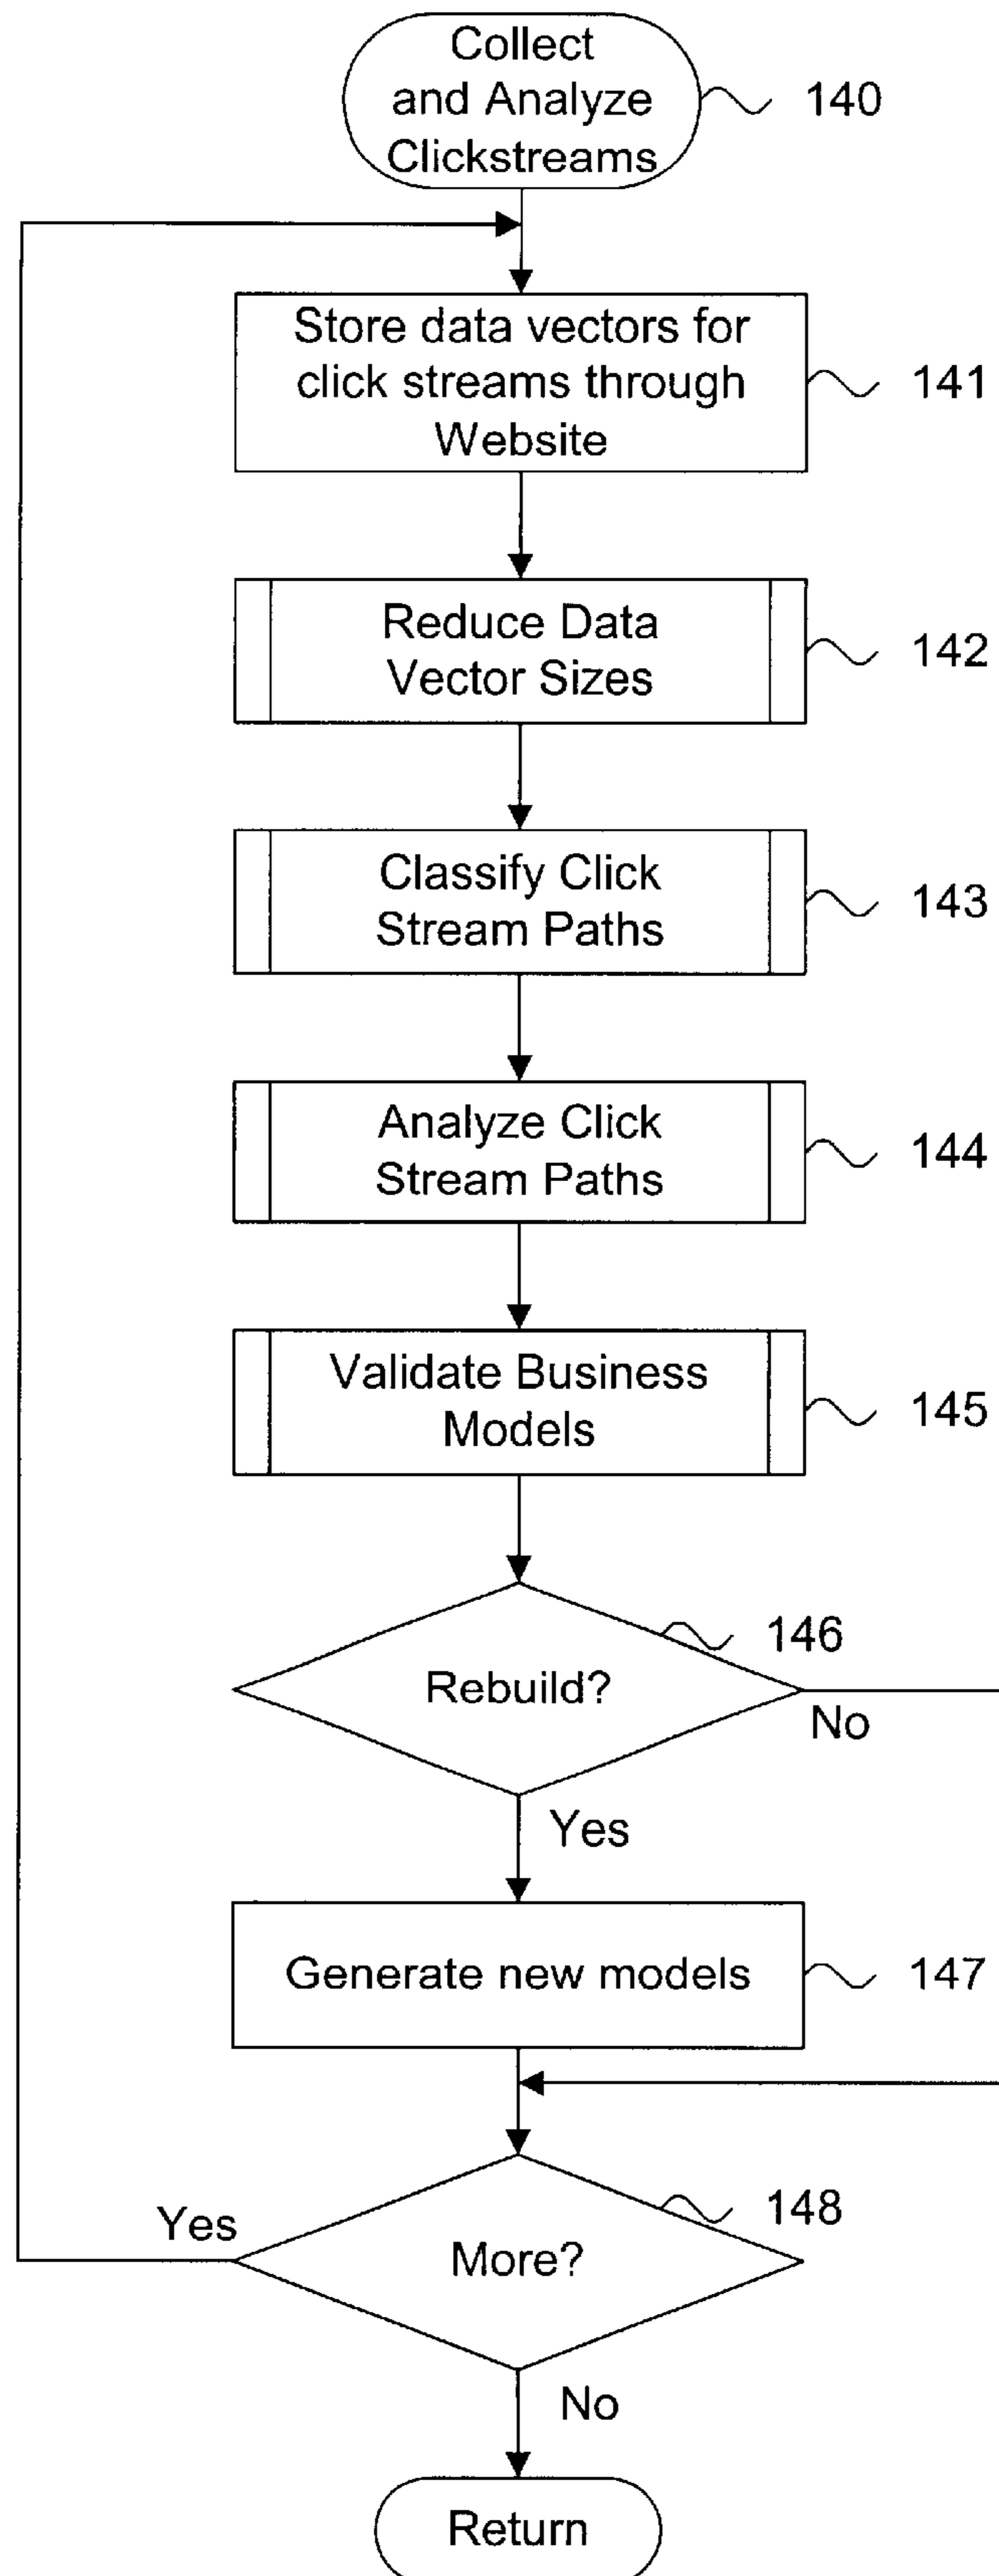 Collect
and Analyze
Clickstreams
140
Store data vectors for
click streams through
Website
141
Reduce Data
Vector Sizes
142
Classify Click
Stream Paths
143
Analyze Click
Stream Paths
144
Validate Business
Models
145
146
Rebuild?
No
Yes
Generate new models
147
148
Yes
More?
No
Return